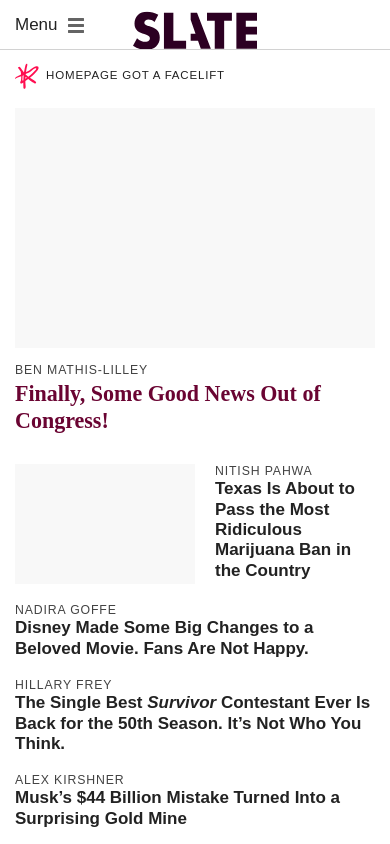 Menu
SLATE
HOMEPAGE GOT A FACELIFT
BEN MATHIS-LILLEY
Finally, Some Good News Out of
Congress!
NITISH PAHWA
Texas Is About to
Pass the Most
Ridiculous
Marijuana Ban in
the Country
NADIRA GOFFE
Disney Made Some Big Changes to a
Beloved Movie. Fans Are Not Happy.
HILLARY FREY
The Single Best Survivor Contestant Ever Is
Back for the 50th Season. It’s Not Who You
Think.
ALEX KIRSHNER
Musk’s $44 Billion Mistake Turned Into a
Surprising Gold Mine